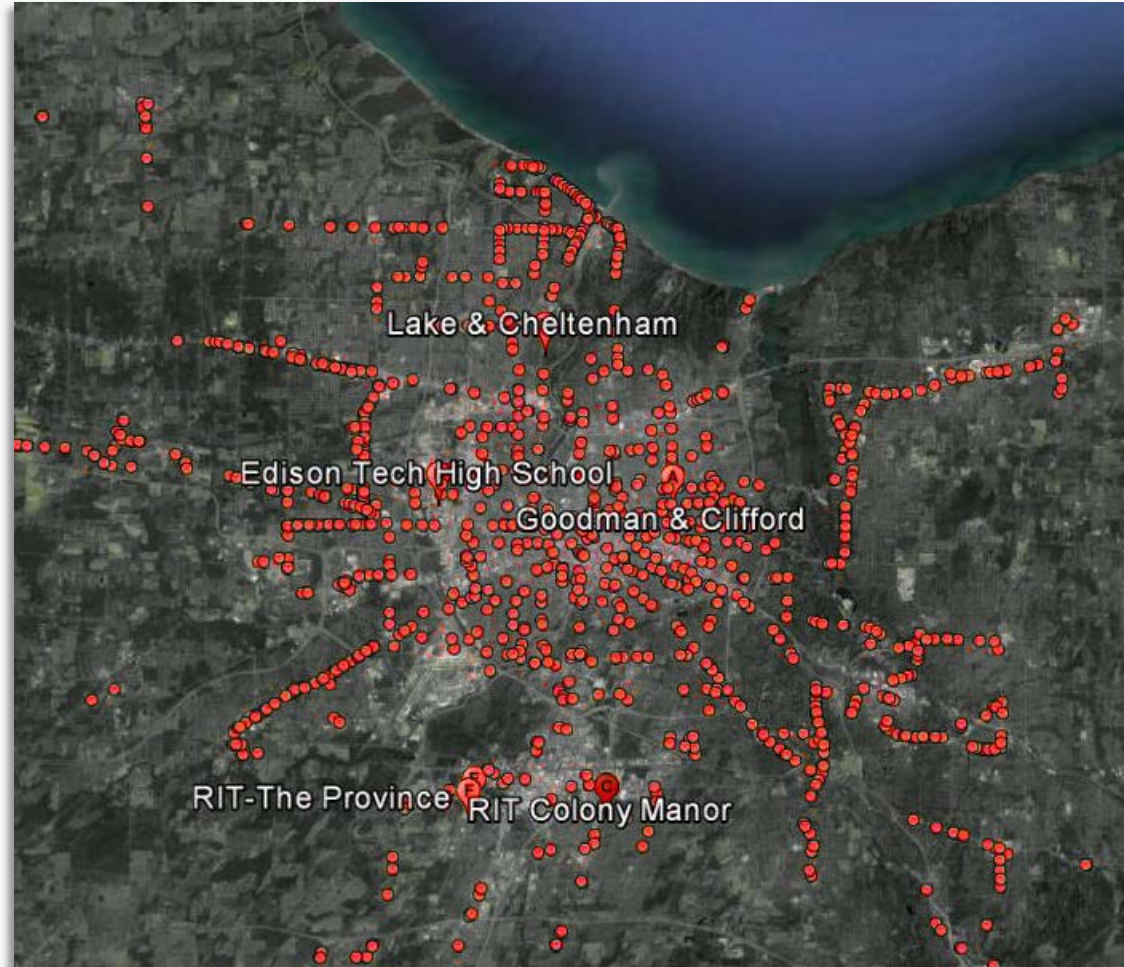 Lake & Cheltenham
Edison Tech High School
A
Goodman & Clifford
RIT-The Province
E
C
RIT Colony Manor